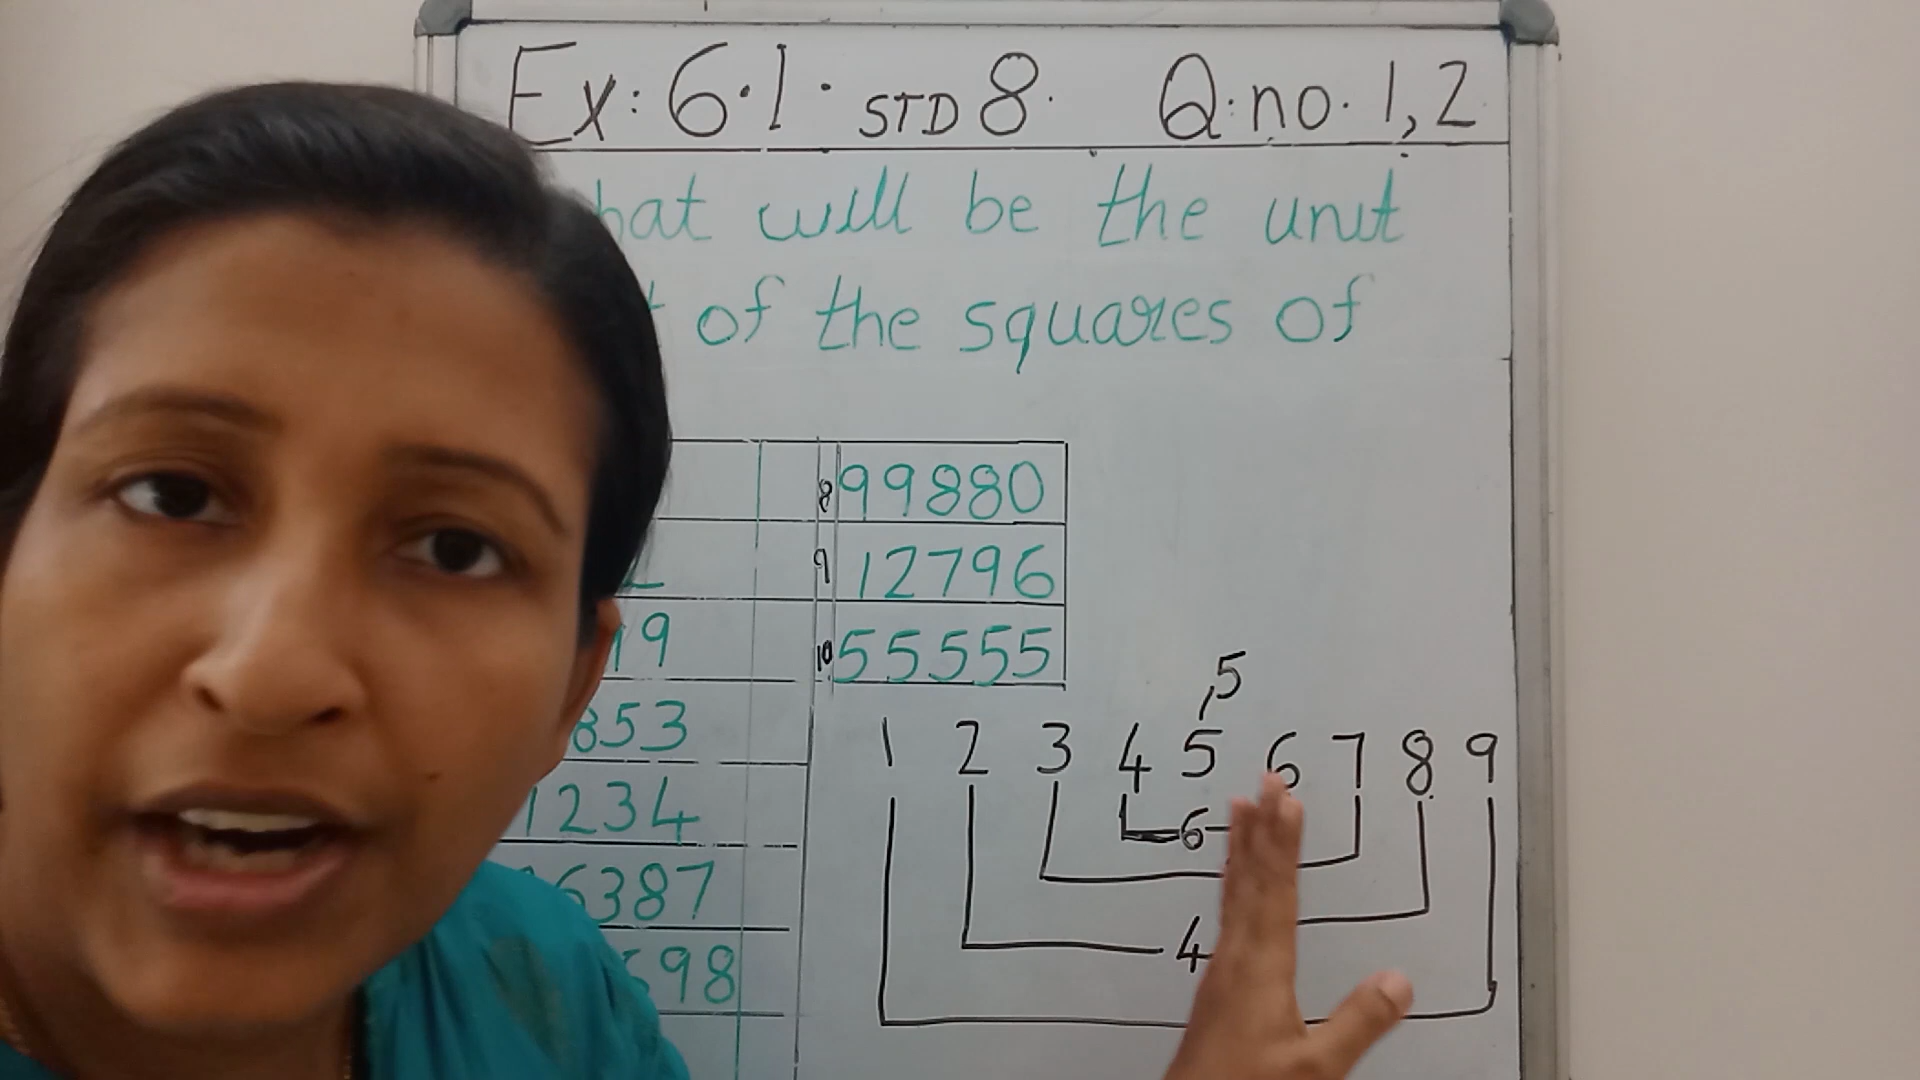 Ex: 6.1. STD 8. Q.no. 1,2
hat will be the unit
of the squares of
8 99880
9 12796
19
10 55555
853
1234
6387
98
5
1 2 3 4 5 6 7 8 9
6
4